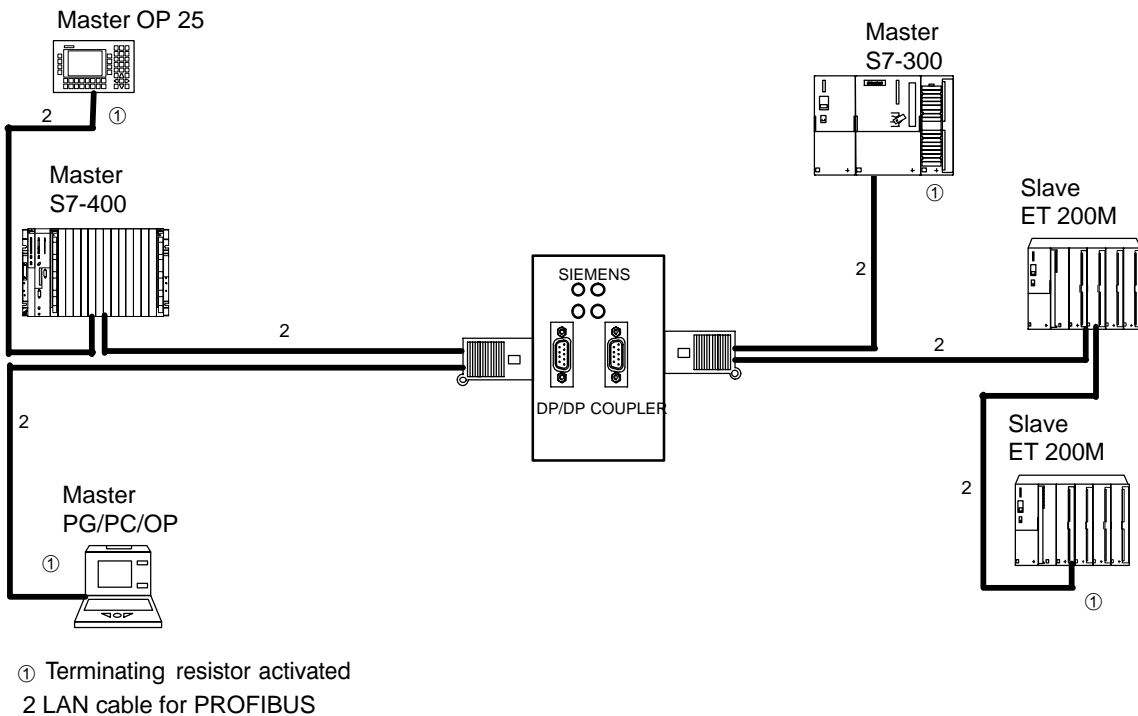 Master OP 25
2
①
Master
S7-400
2
2
Master
PG/PC/OP
①
SIEMENS
DP/DP COUPLER
Master
S7-300
①
2
2
Slave
ET 200M
Slave
ET 200M
2
①
① Terminating resistor activated
2 LAN cable for PROFIBUS